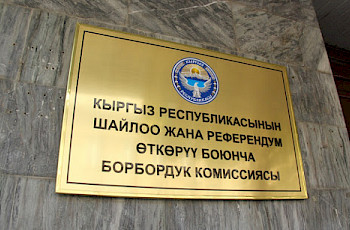 КЫРГЫЗ РЕСПУБЛИКАСЫНЫН
ШАЙЛОО ЖАНА РЕФЕРЕНДУМ
ӨТКӨРҮҮ БОЮНЧА
БОРБОРДУК КОМИССИЯСЫ